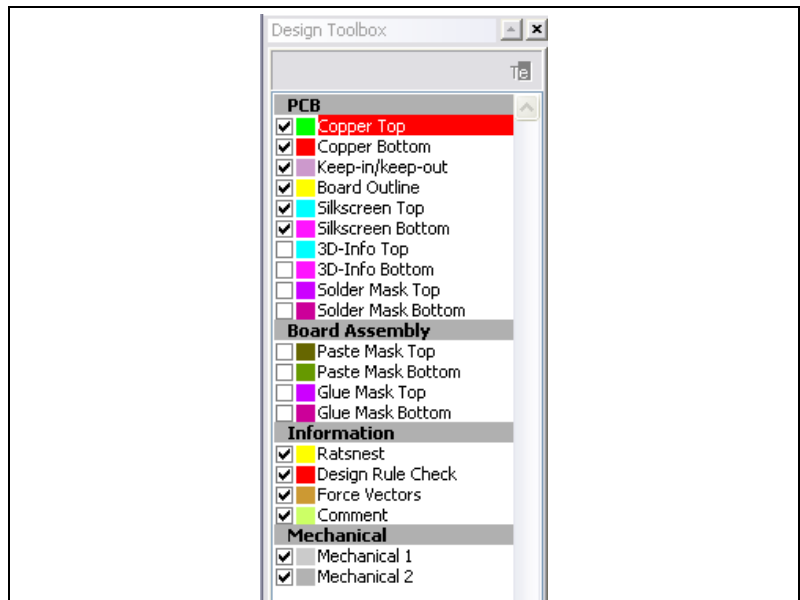 Design Toolbox
Te
PCB
Copper Top
Copper Bottom
Keep-in/keep-out
Board Outline
Silkscreen Top
Silkscreen Bottom
3D-Info Top
3D-Info Bottom
Solder Mask Top
Solder Mask Bottom
Board Assembly
Paste Mask Top
Paste Mask Bottom
Glue Mask Top
Glue Mask Bottom
Information
Ratsnest
Design Rule Check
Force Vectors
Comment
Mechanical
Mechanical 1
Mechanical 2